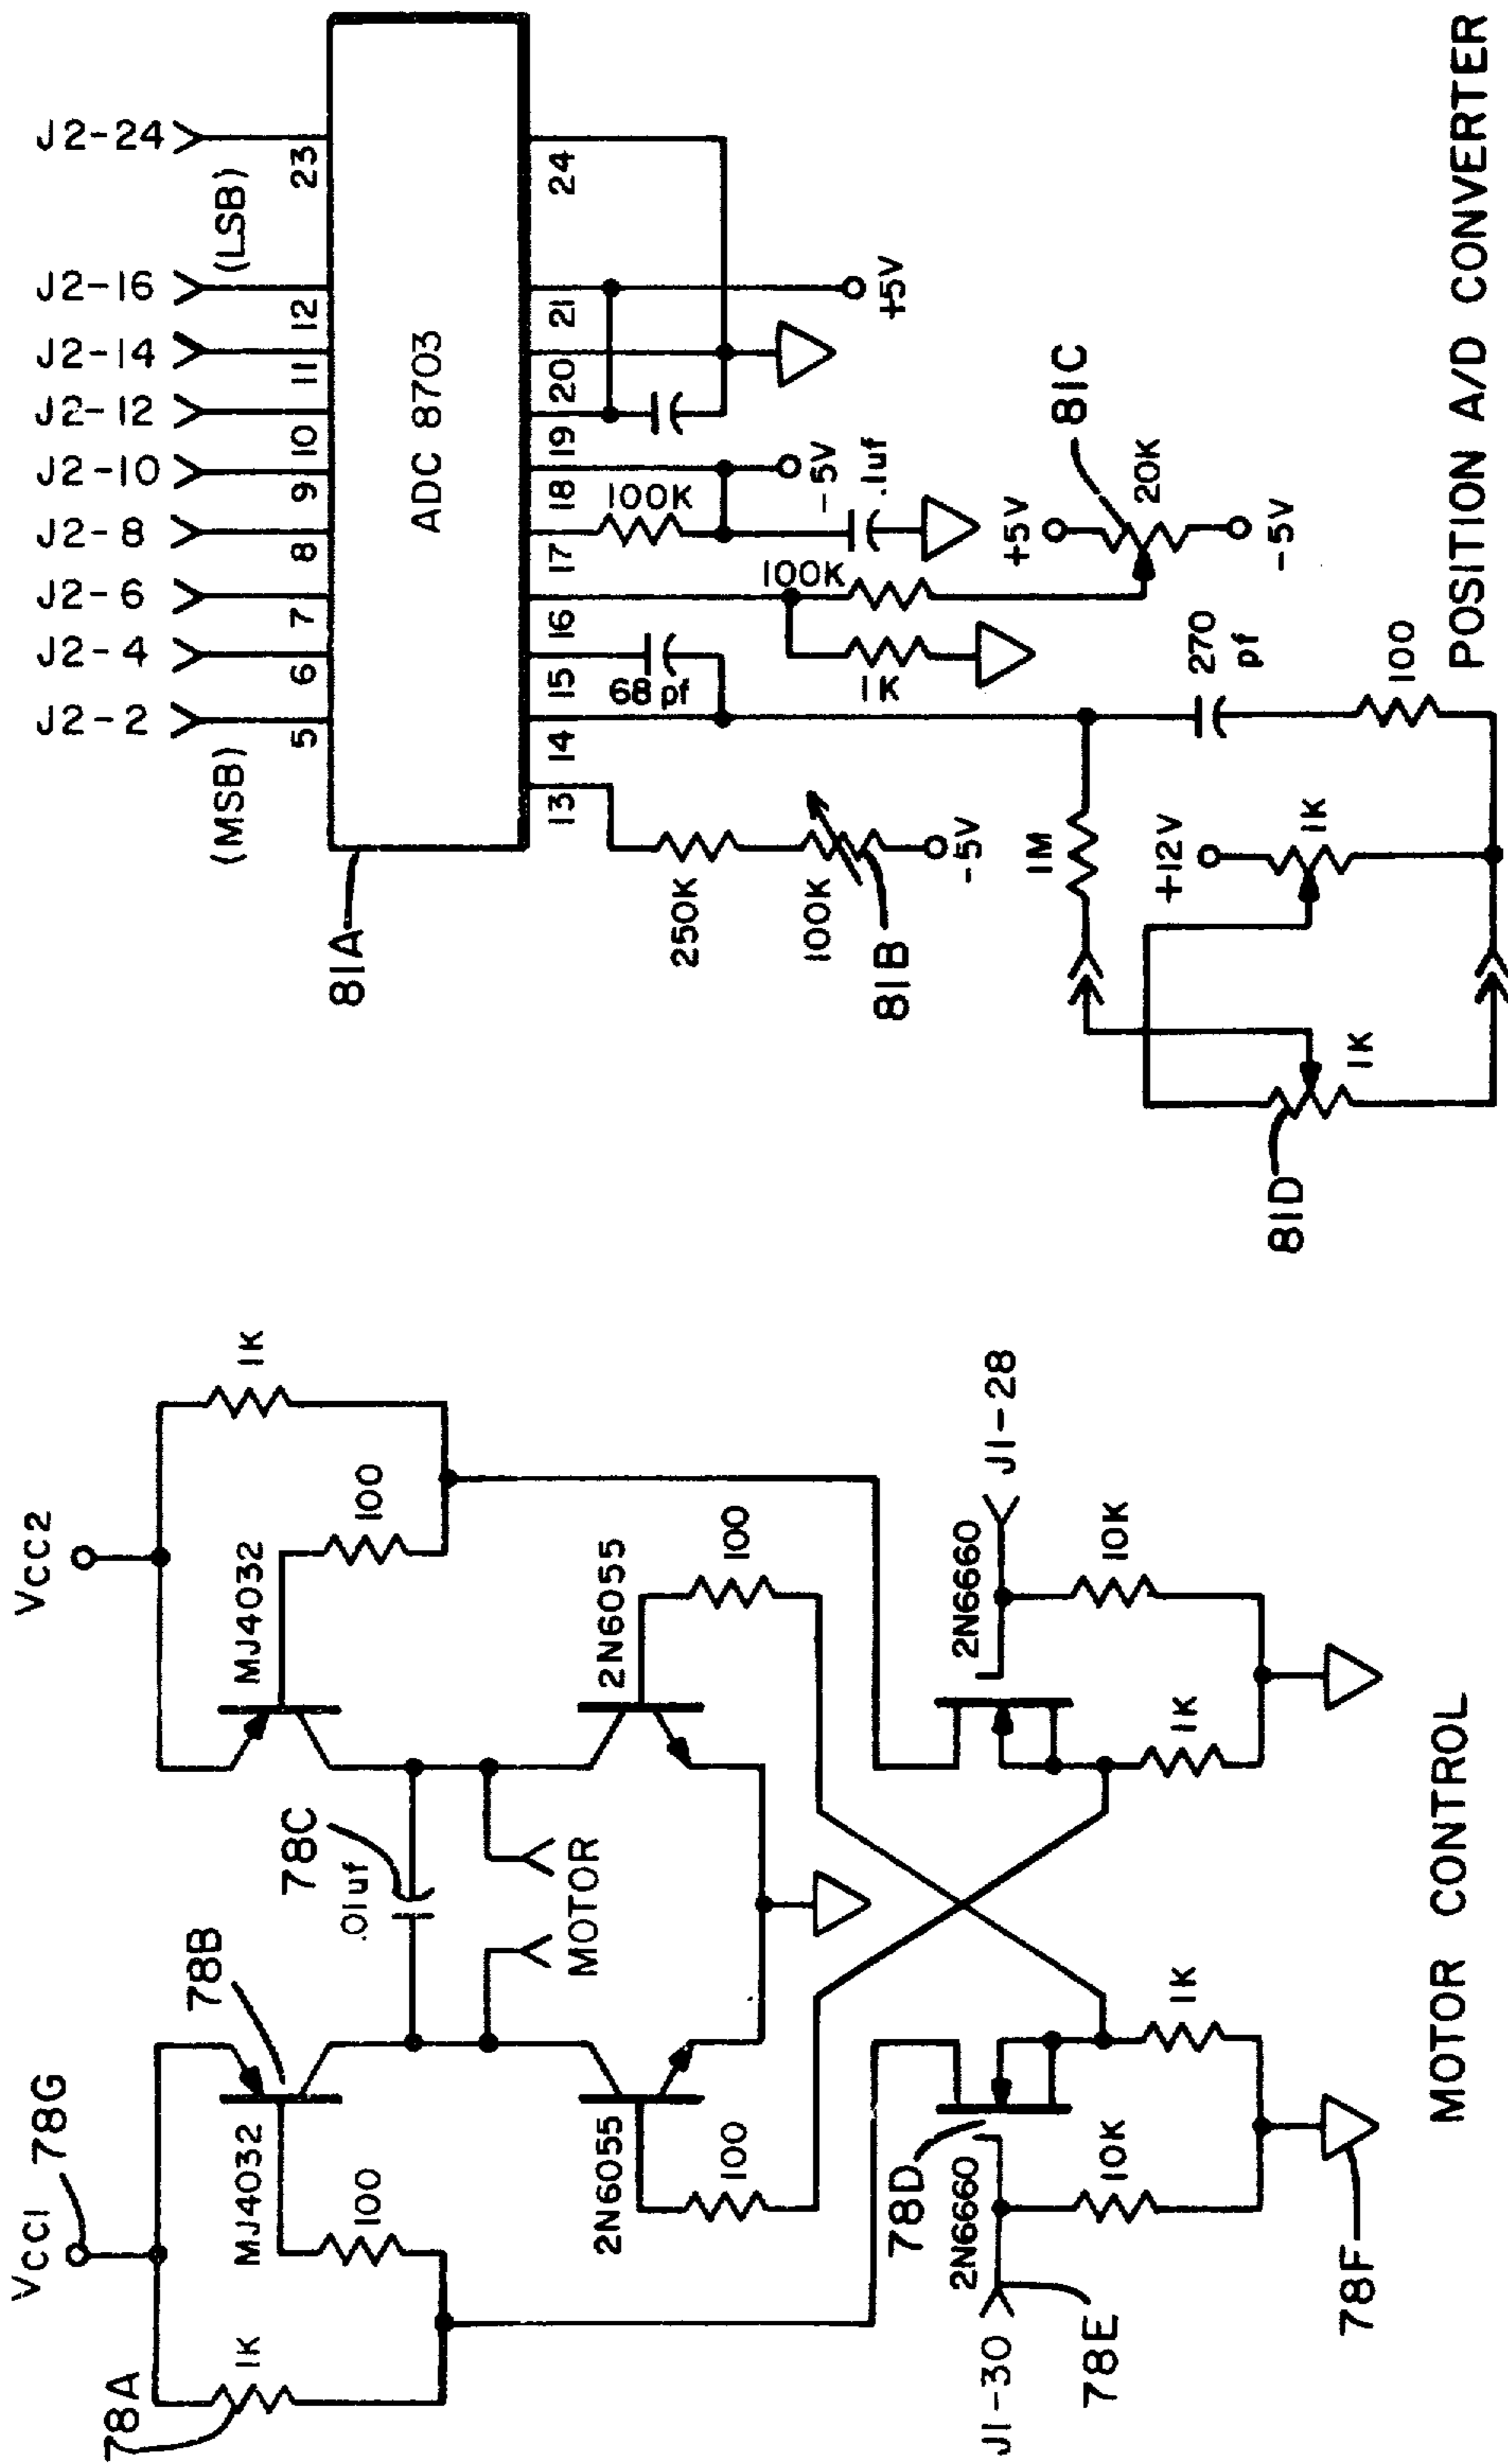 VCC1
78G
78A
1K
MJ4032
78B
100
.01uf
78C
MOTOR
VCC2
MJ4032
1K
100
2N6055
100
2N6055
100
J1-30
2N6660
78D
78E
10K
1K
78F
2N6660
J1-28
1K
10K
MOTOR CONTROL
J2-2
J2-4
J2-6
J2-8
J2-10
J2-12
J2-14
J2-16
J2-24
(MSB)
(LSB)
5
6
7
8
9
10
11
12
23
81A
ADC 8703
13
14
15
16
17
18
19
20
21
24
250K
68 pf
100K
100K
81B
-5V
1K
100K
-5V
.1uf
+5V
+5V
81C
20K
-5V
1M
+12V
1K
270
pf
100
81D
1K
POSITION A/D CONVERTER